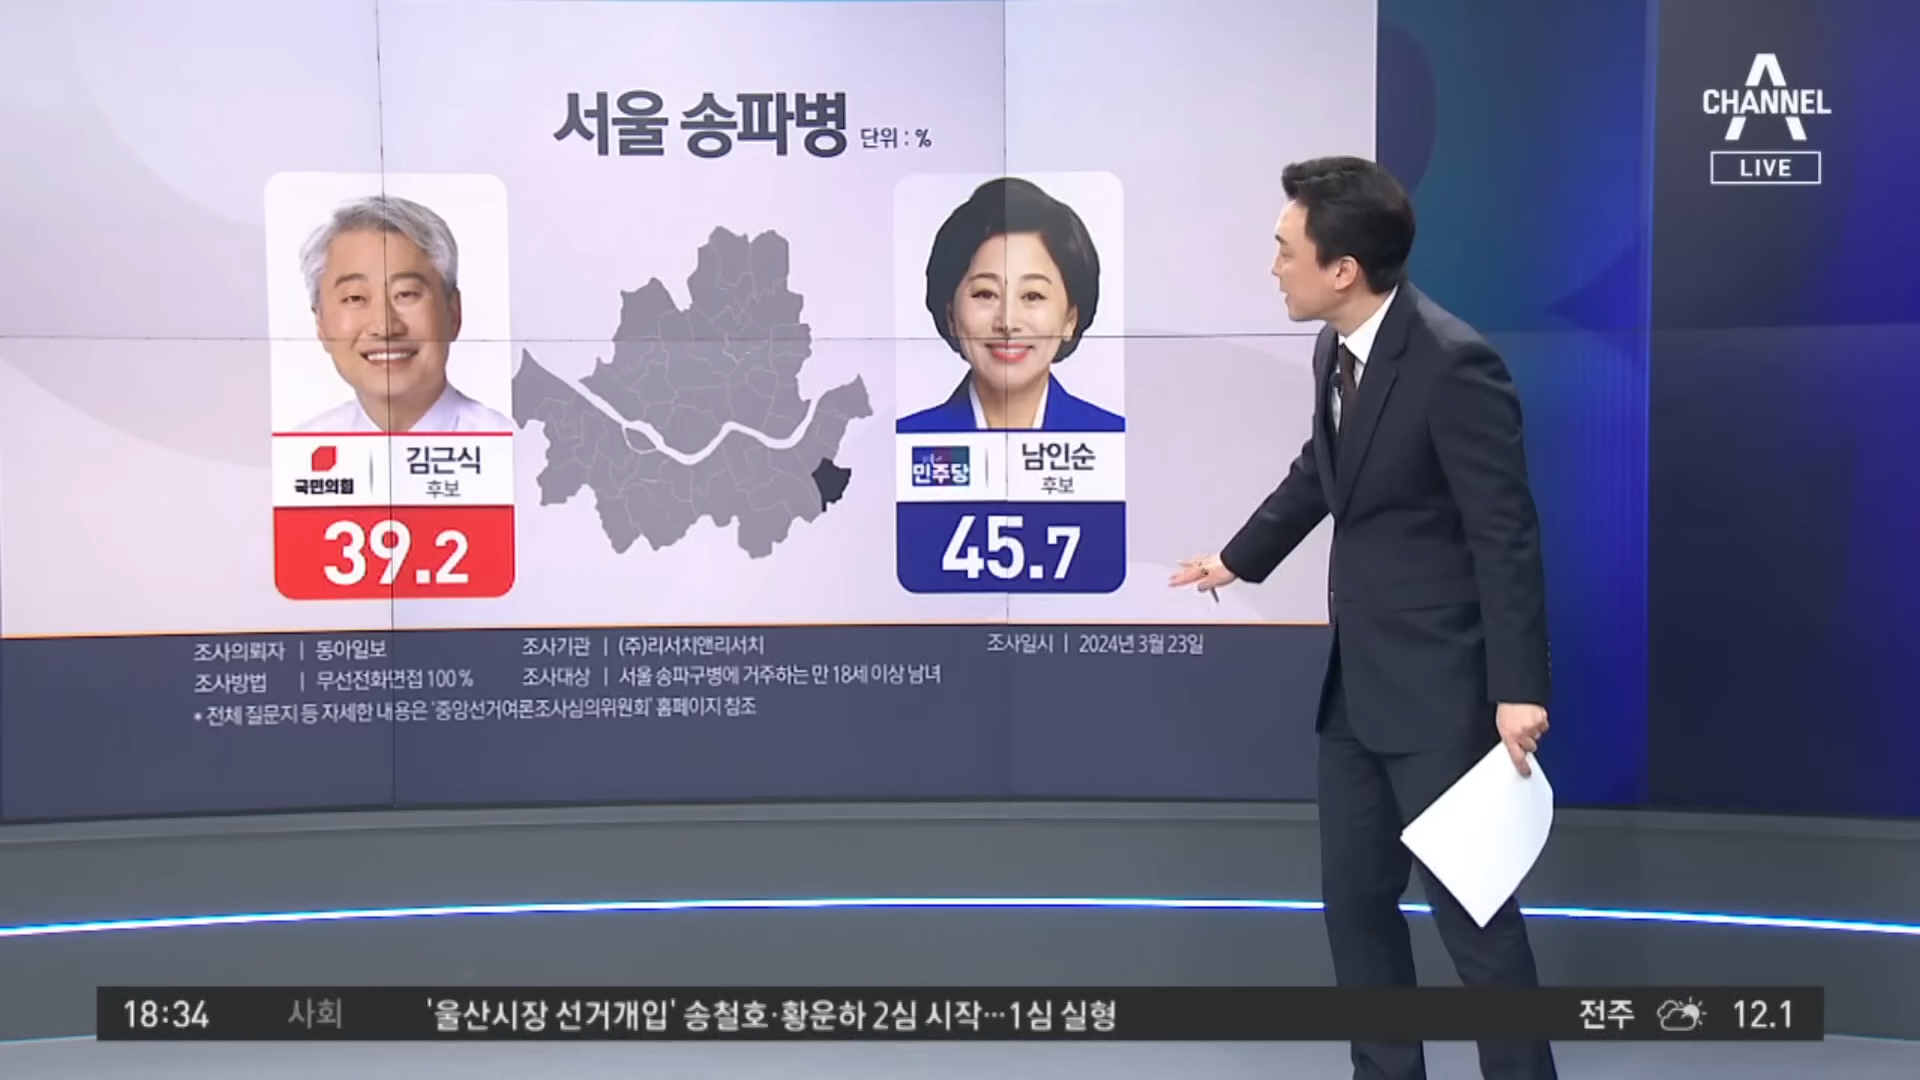 서울 송파병 단위 : %
CHANNEL A
LIVE
국민의힘
김근식
후보
39.2
민주당
남인순
후보
45.7
조사의뢰자 | 동아일보
조사기관 | (주)리서치앤리서치
조사일시 | 2024년 3월 23일
조사방법 | 무선전화면접 100 %
조사대상 | 서울 송파구병에 거주하는 만 18세 이상 남녀
* 전체 질문지 등 자세한 내용은 '중앙선거여론조사심의위원회' 홈페이지 참조
18:34 사회 '울산시장 선거개입' 송철호·황운하 2심 시작…1심 실형 전주 12.1